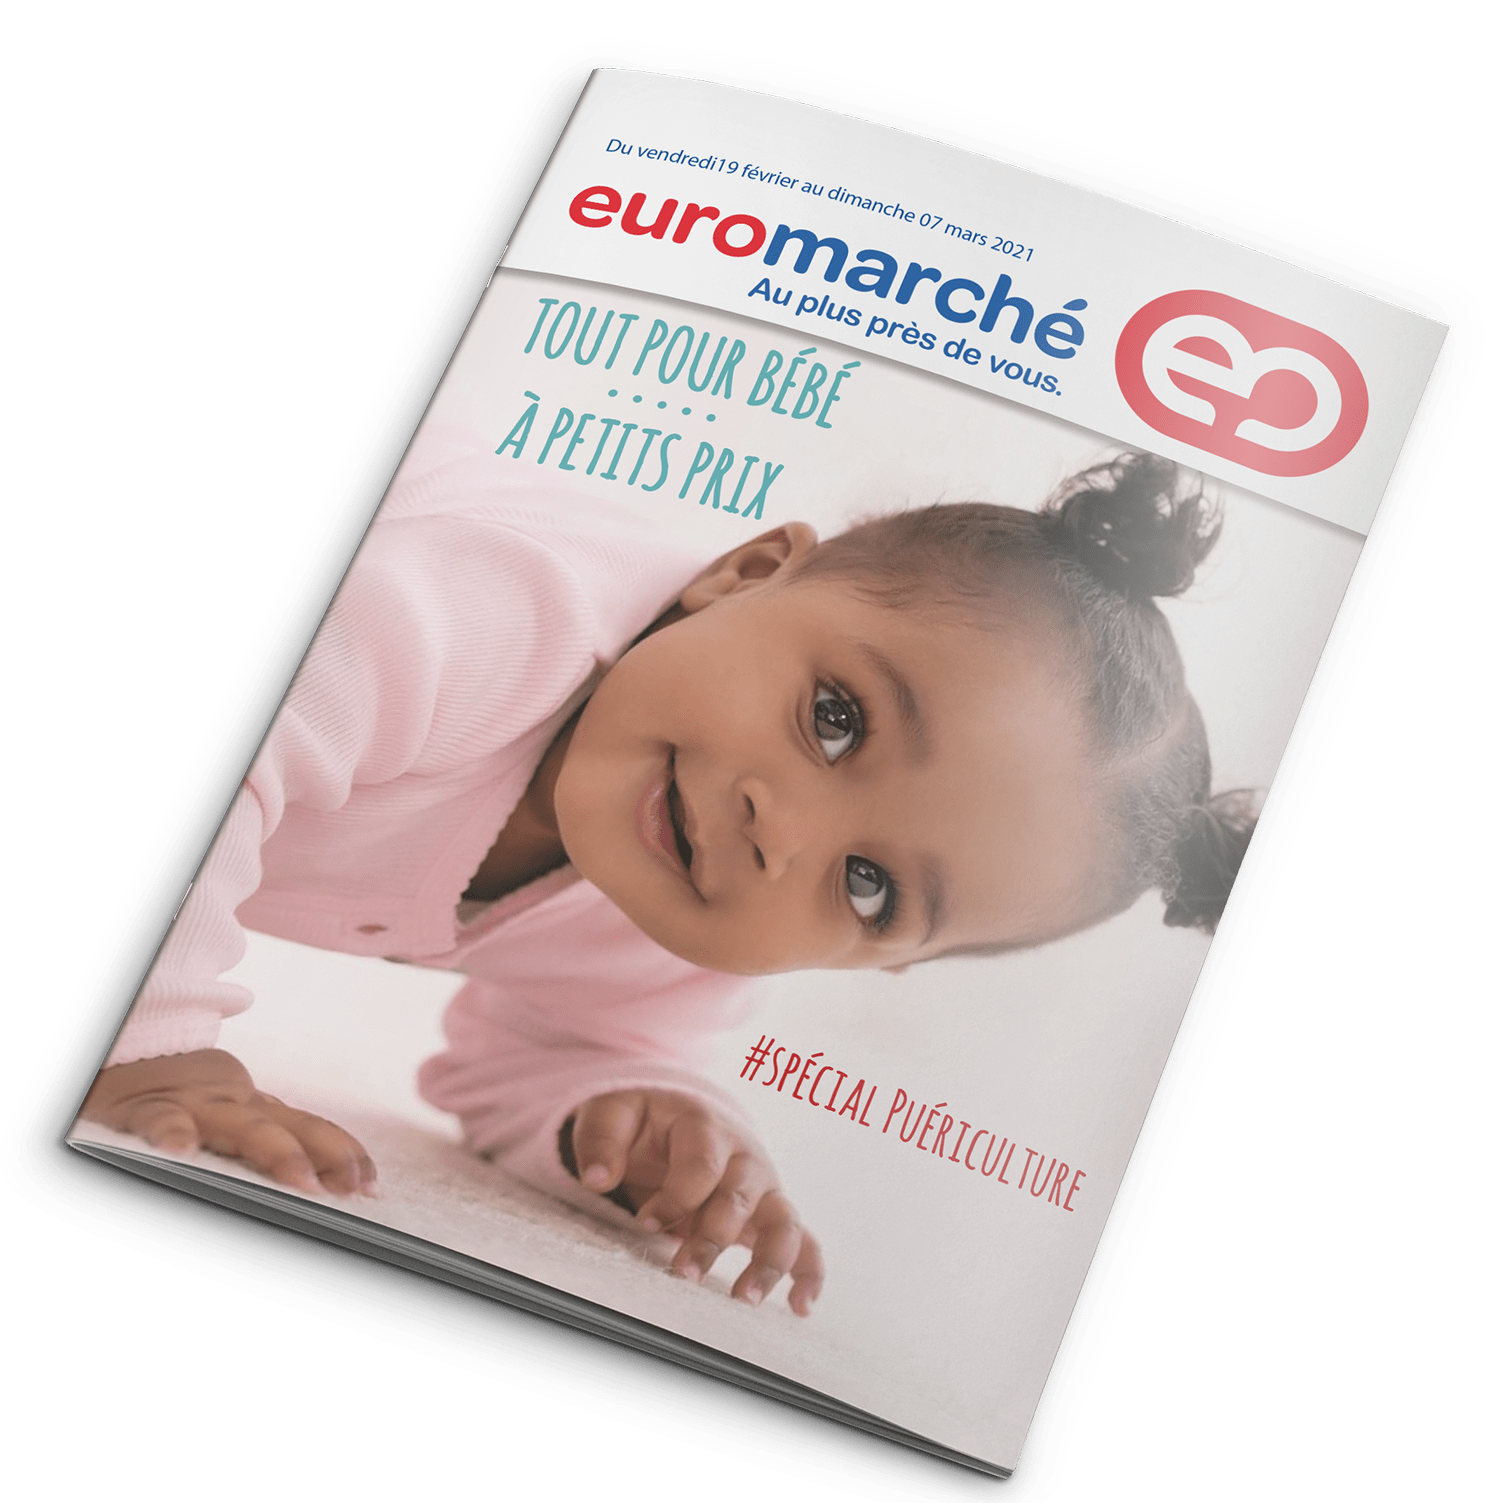 Du vendredi19 février au dimanche 07 mars 2021
euromarché
Au plus près de vous.
TOUT POUR BÉBÉ
À PETITS PRIX
#SPÉCIAL PUÉRICULTURE